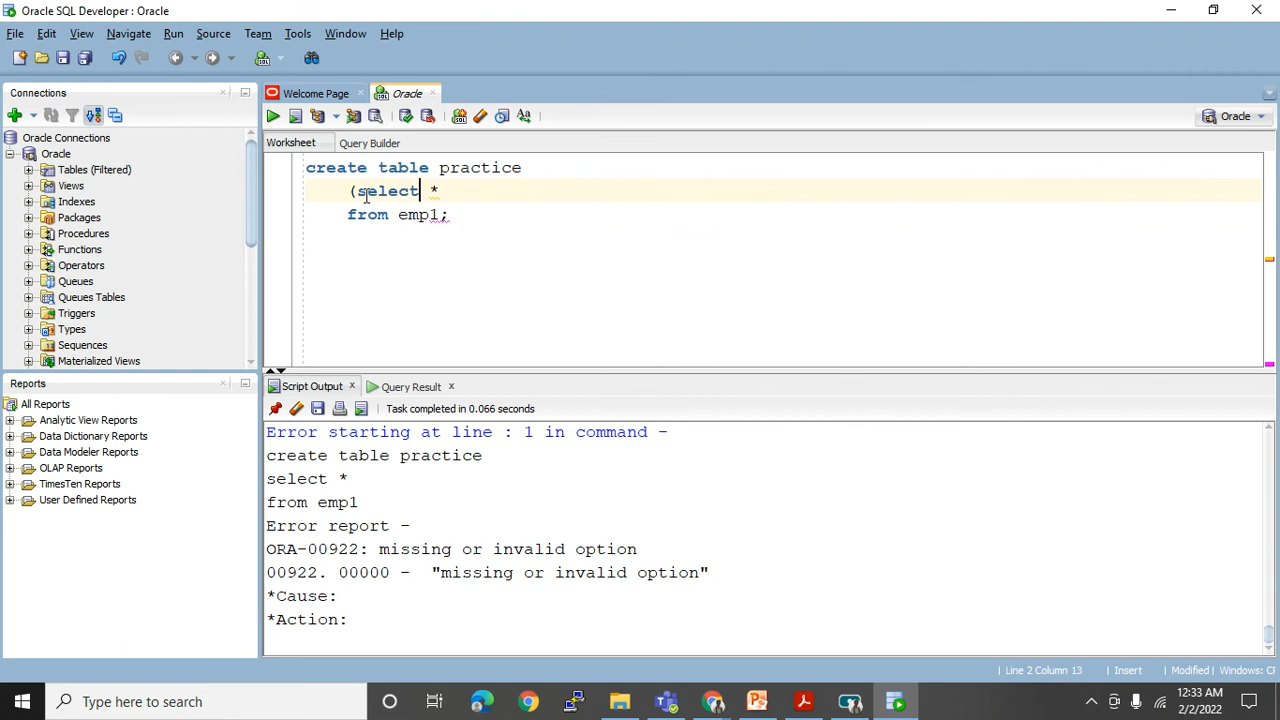 Oracle SQL Developer : Oracle
File Edit View Navigate Run Source Team Tools Window Help
Connections
Oracle Connections
Oracle
Tables (Filtered)
Views
Indexes
Packages
Procedures
Functions
Operators
Queues
Queues Tables
Triggers
Types
Sequences
Materialized Views
Reports
All Reports
Analytic View Reports
Data Dictionary Reports
Data Modeler Reports
OLAP Reports
TimesTen Reports
User Defined Reports
Welcome Page Oracle
Oracle
Worksheet Query Builder
create table practice
(select *
from emp1;
Script Output Query Result
Task completed in 0.066 seconds
Error starting at line : 1 in command -
create table practice
select *
from emp1
Error report -
ORA-00922: missing or invalid option
00922. 00000 - "missing or invalid option"
*Cause:
*Action:
Line 2 Column 13 Insert Modified Windows: CF
Type here to search
12:33 AM
2/2/2022